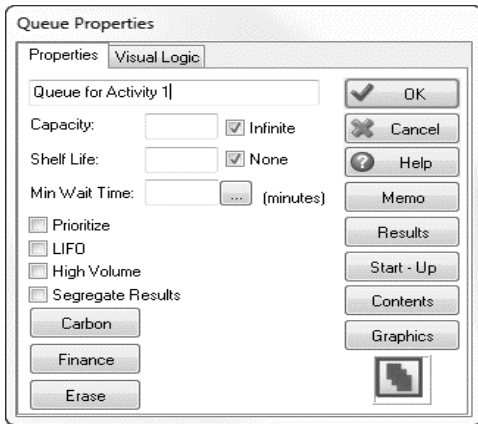 Queue Properties
Properties Visual Logic
Queue for Activity 1
OK
Capacity: Infinite
Cancel
Shelf Life: None
Help
Min Wait Time: ... (minutes)
Memo
Prioritize
Results
LIFO
High Volume
Start - Up
Segregate Results
Contents
Carbon
Graphics
Finance
Erase